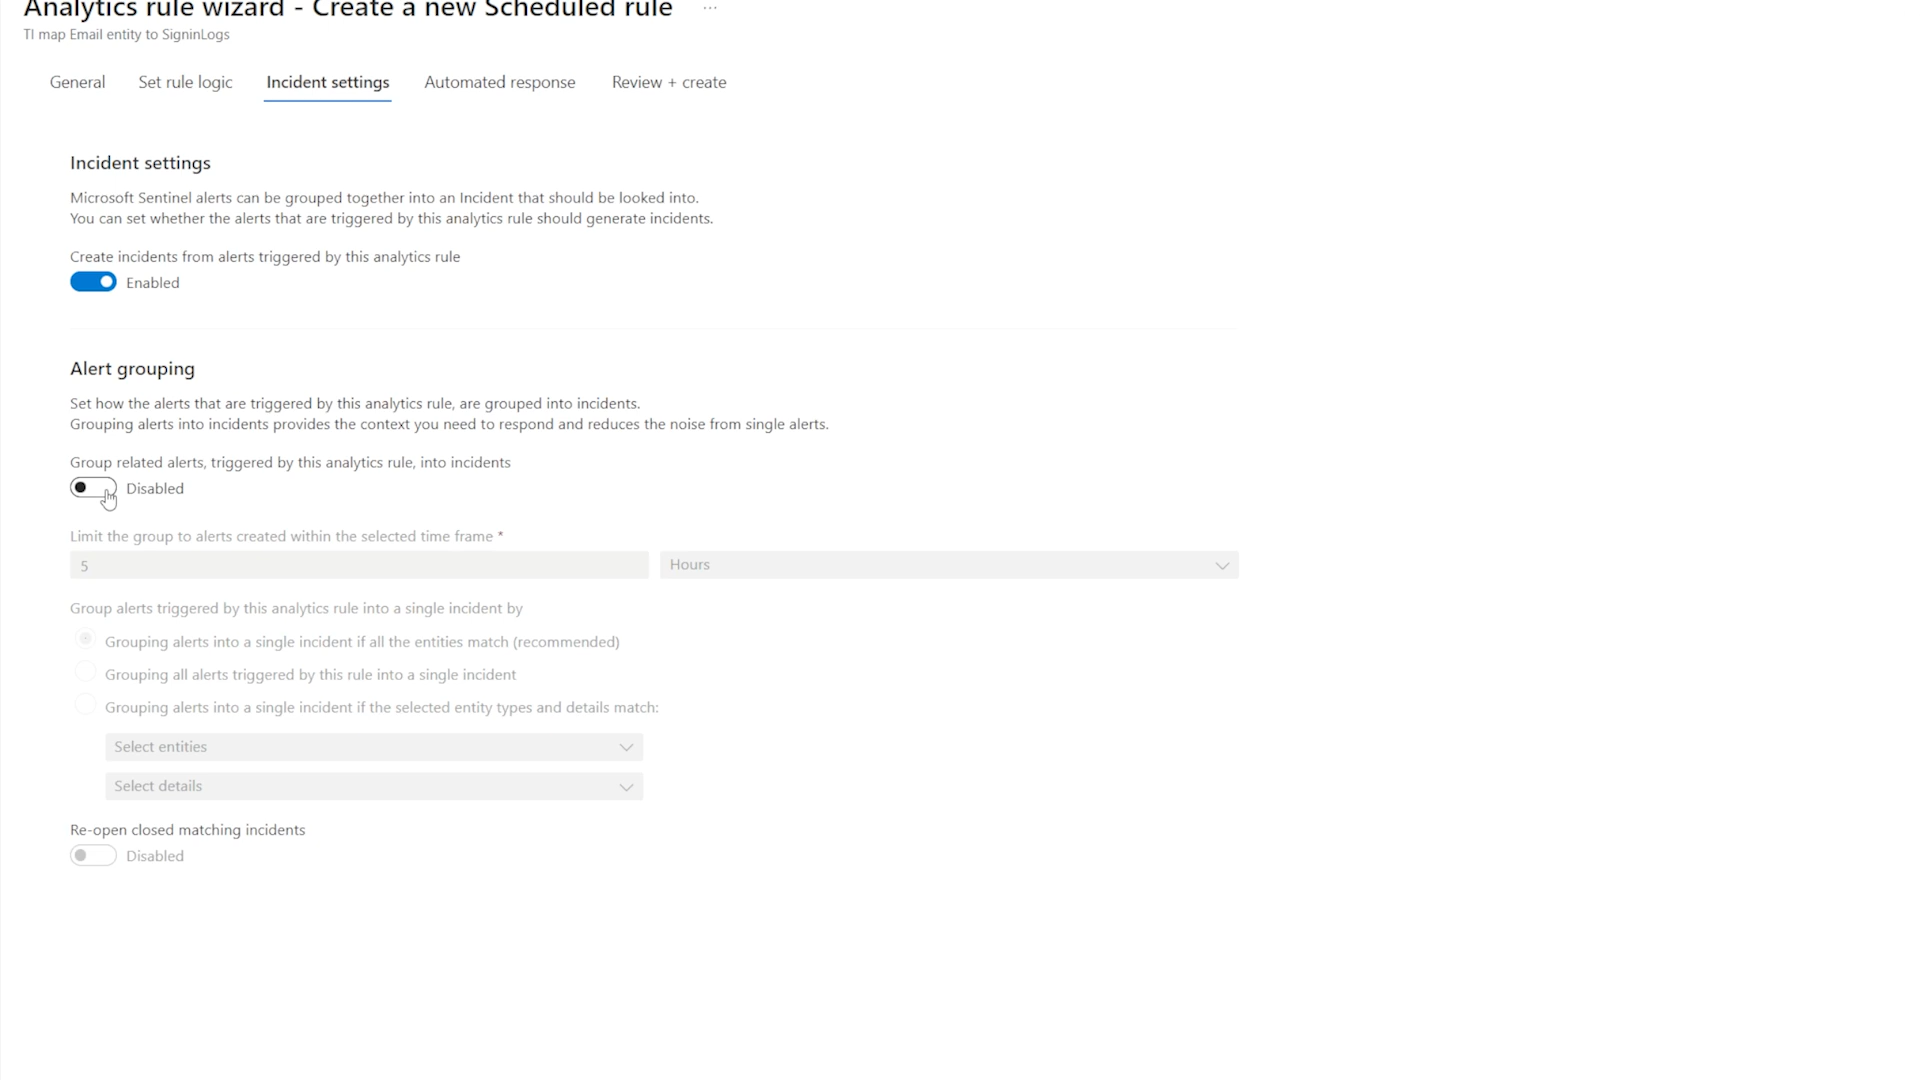 Analytics rule wizard - Create a new Scheduled rule ...
TI map Email entity to SigninLogs
General Set rule logic Incident settings Automated response Review + create
Incident settings
Microsoft Sentinel alerts can be grouped together into an Incident that should be looked into.
You can set whether the alerts that are triggered by this analytics rule should generate incidents.
Create incidents from alerts triggered by this analytics rule
Enabled
Alert grouping
Set how the alerts that are triggered by this analytics rule, are grouped into incidents.
Grouping alerts into incidents provides the context you need to respond and reduces the noise from single alerts.
Group related alerts, triggered by this analytics rule, into incidents
Disabled
Limit the group to alerts created within the selected time frame *
5 Hours
Group alerts triggered by this analytics rule into a single incident by
Grouping alerts into a single incident if all the entities match (recommended)
Grouping all alerts triggered by this rule into a single incident
Grouping alerts into a single incident if the selected entity types and details match:
Select entities
Select details
Re-open closed matching incidents
Disabled